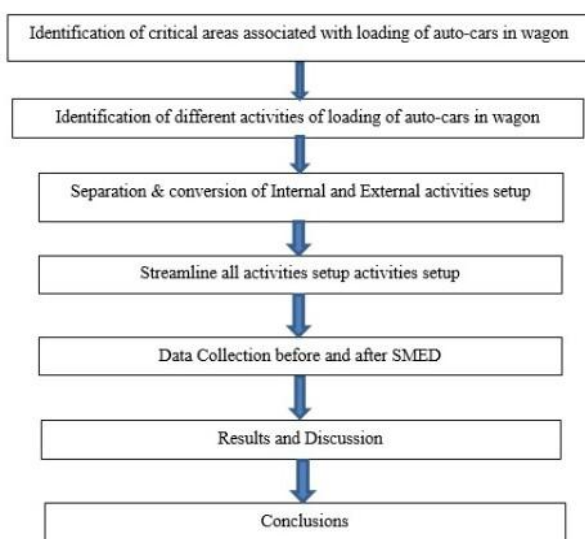 Identification of critical areas associated with loading of auto-cars in wagon
Identification of different activities of loading of auto-cars in wagon
Separation & conversion of Internal and External activities setup
Streamline all activities setup activities setup
Data Collection before and after SMED
Results and Discussion
Conclusions